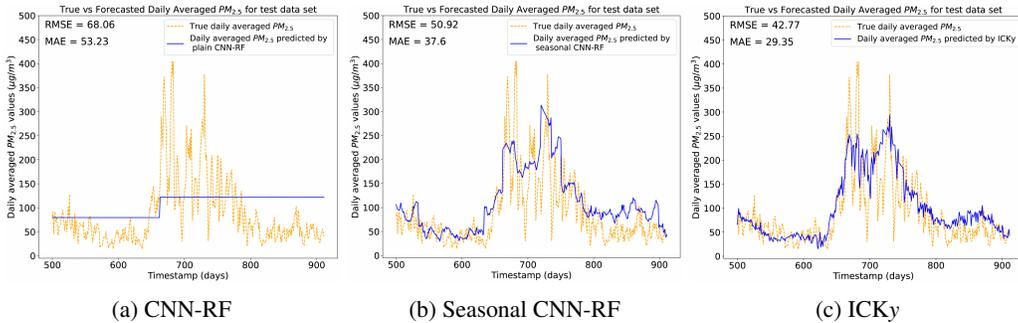 True vs Forecasted Daily Averaged PM2.5 for test data set
RMSE = 68.06
MAE = 53.23
True daily averaged PM2.5
Daily averaged PM2.5 predicted by
plain CNN-RF
Daily averaged PM2.5 values (μg/m³)
500
450
400
350
300
250
200
150
100
50
0
500 600 700 800 900
Timestamp (days)
(a) CNN-RF
True vs Forecasted Daily Averaged PM2.5 for test data set
RMSE = 50.92
MAE = 37.6
True daily averaged PM2.5
Daily averaged PM2.5 predicted by
seasonal CNN-RF
Daily averaged PM2.5 values (μg/m³)
500
450
400
350
300
250
200
150
100
50
0
500 600 700 800 900
Timestamp (days)
(b) Seasonal CNN-RF
True vs Forecasted Daily Averaged PM2.5 for test data set
RMSE = 42.77
MAE = 29.35
True daily averaged PM2.5
Daily averaged PM2.5 predicted by ICKy
Daily averaged PM2.5 values (μg/m³)
500
450
400
350
300
250
200
150
100
50
0
500 600 700 800 900
Timestamp (days)
(c) ICKy